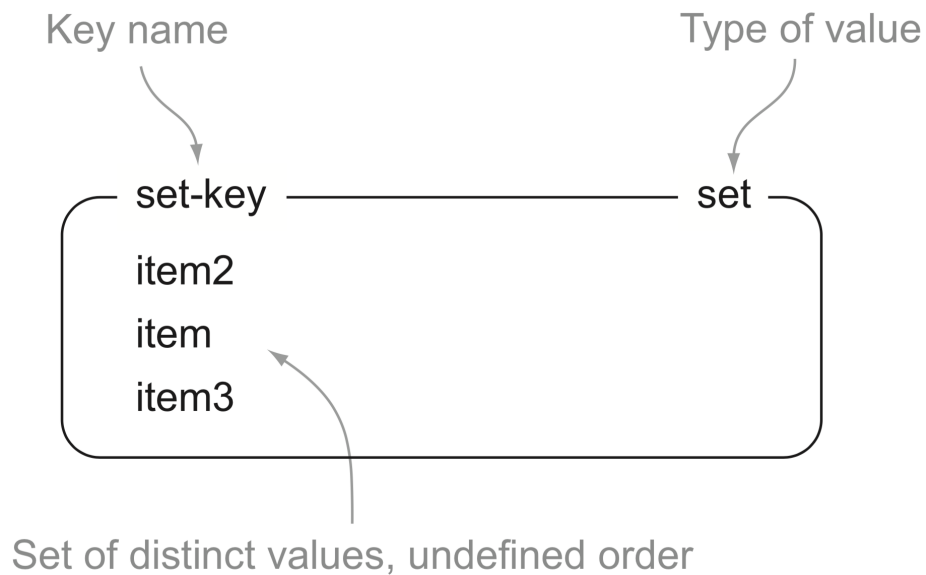 Key name
Type of value
set-key
set
item2
item
item3
Set of distinct values, undefined order